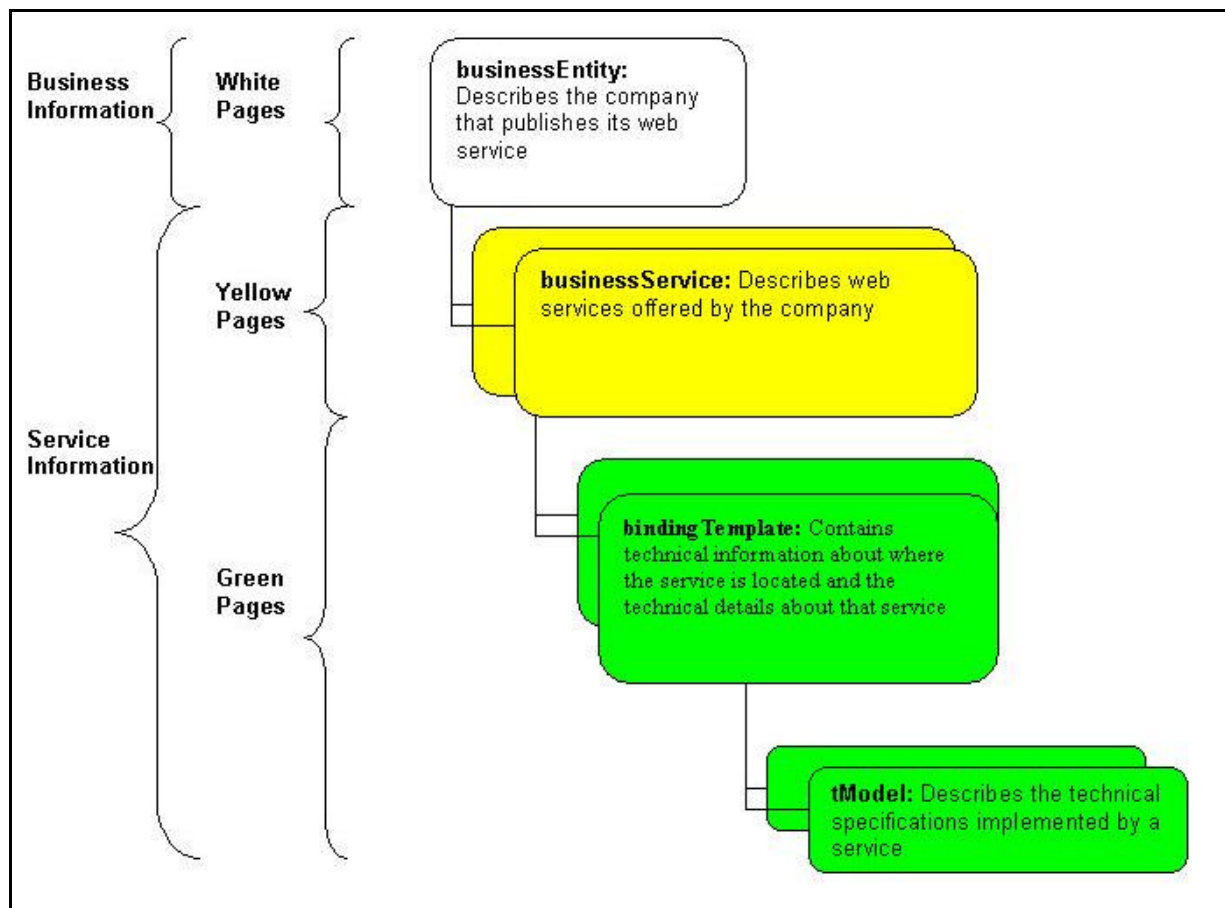 Business
Information
White
Pages
businessEntity:
Describes the company
that publishes its web
service
Yellow
Pages
businessService: Describes web
services offered by the company
Service
Information
Green
Pages
bindingTemplate: Contains
technical information about where
the service is located and the
technical details about that service
tModel: Describes the technical
specifications implemented by a
service